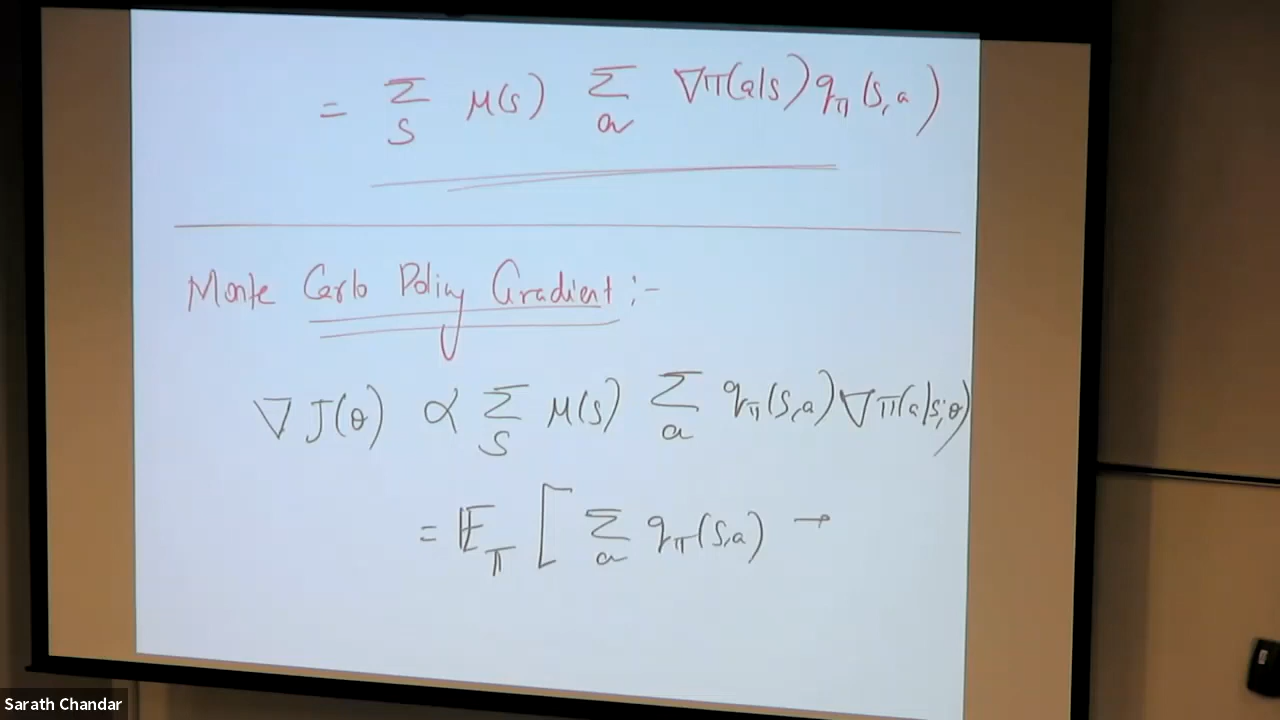 = Σ_s μ(s) Σ_a ∇π(a|s) q_π(s,a)
Monte Carlo Policy Gradient :-
∇J(θ) ∝ Σ_s μ(s) Σ_a q_π(s,a) ∇π(a|s;θ)
= 𝔼_π [ Σ_a q_π(s,a)
Sarath Chandar